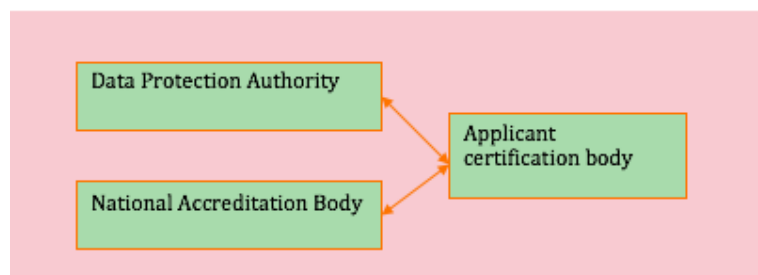 Data Protection Authority
Applicant
certification body
National Accreditation Body